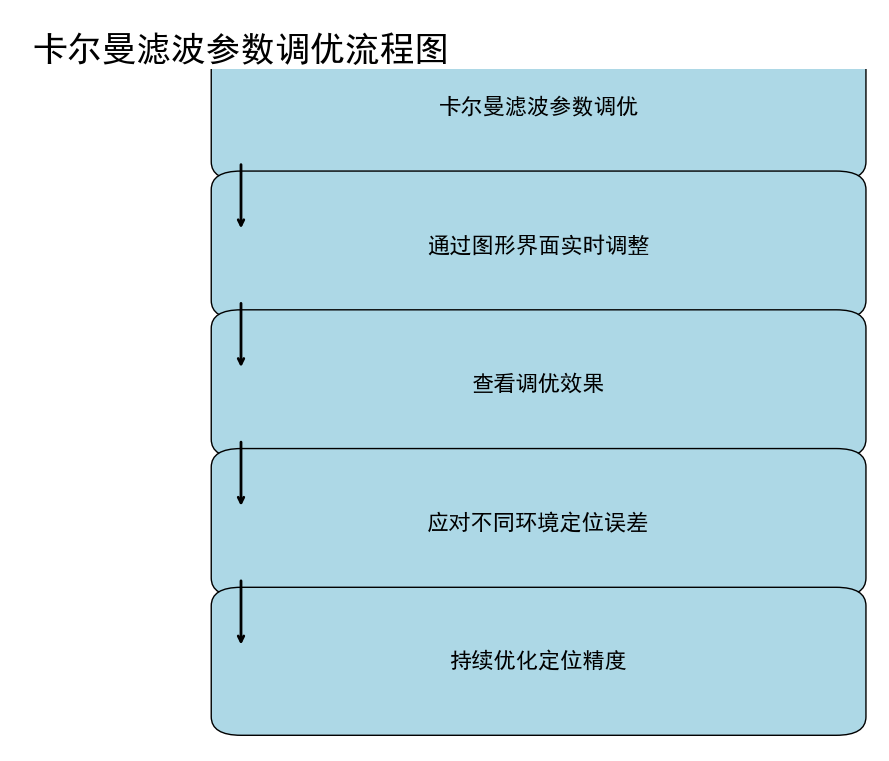 卡尔曼滤波参数调优流程图
卡尔曼滤波参数调优
通过图形界面实时调整
查看调优效果
应对不同环境定位误差
持续优化定位精度